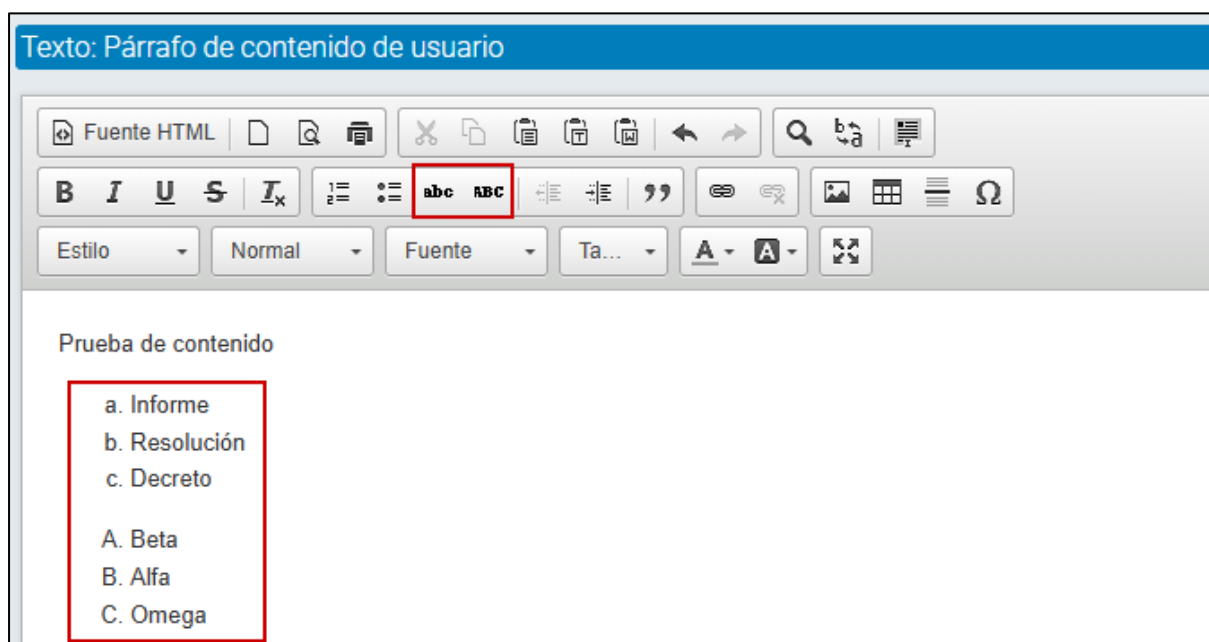 Texto: Párrafo de contenido de usuario
Fuente HTML
B I U S Ix abc ABC Ω
Estilo Normal Fuente Ta... A A
Prueba de contenido
a. Informe
b. Resolución
c. Decreto
A. Beta
B. Alfa
C. Omega